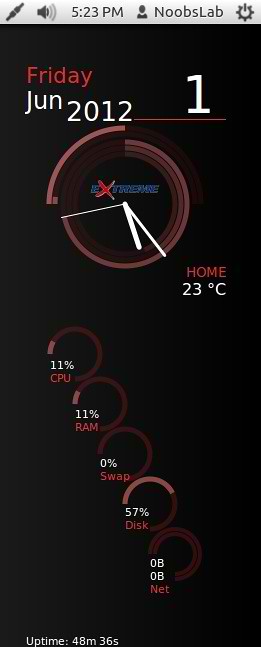 5:23 PM NoobsLab
Friday
Jun 2012 1
EXTREME
HOME
23 °C
11%
CPU
11%
RAM
0%
Swap
57%
Disk
0B
0B
Net
Uptime: 48m 36s